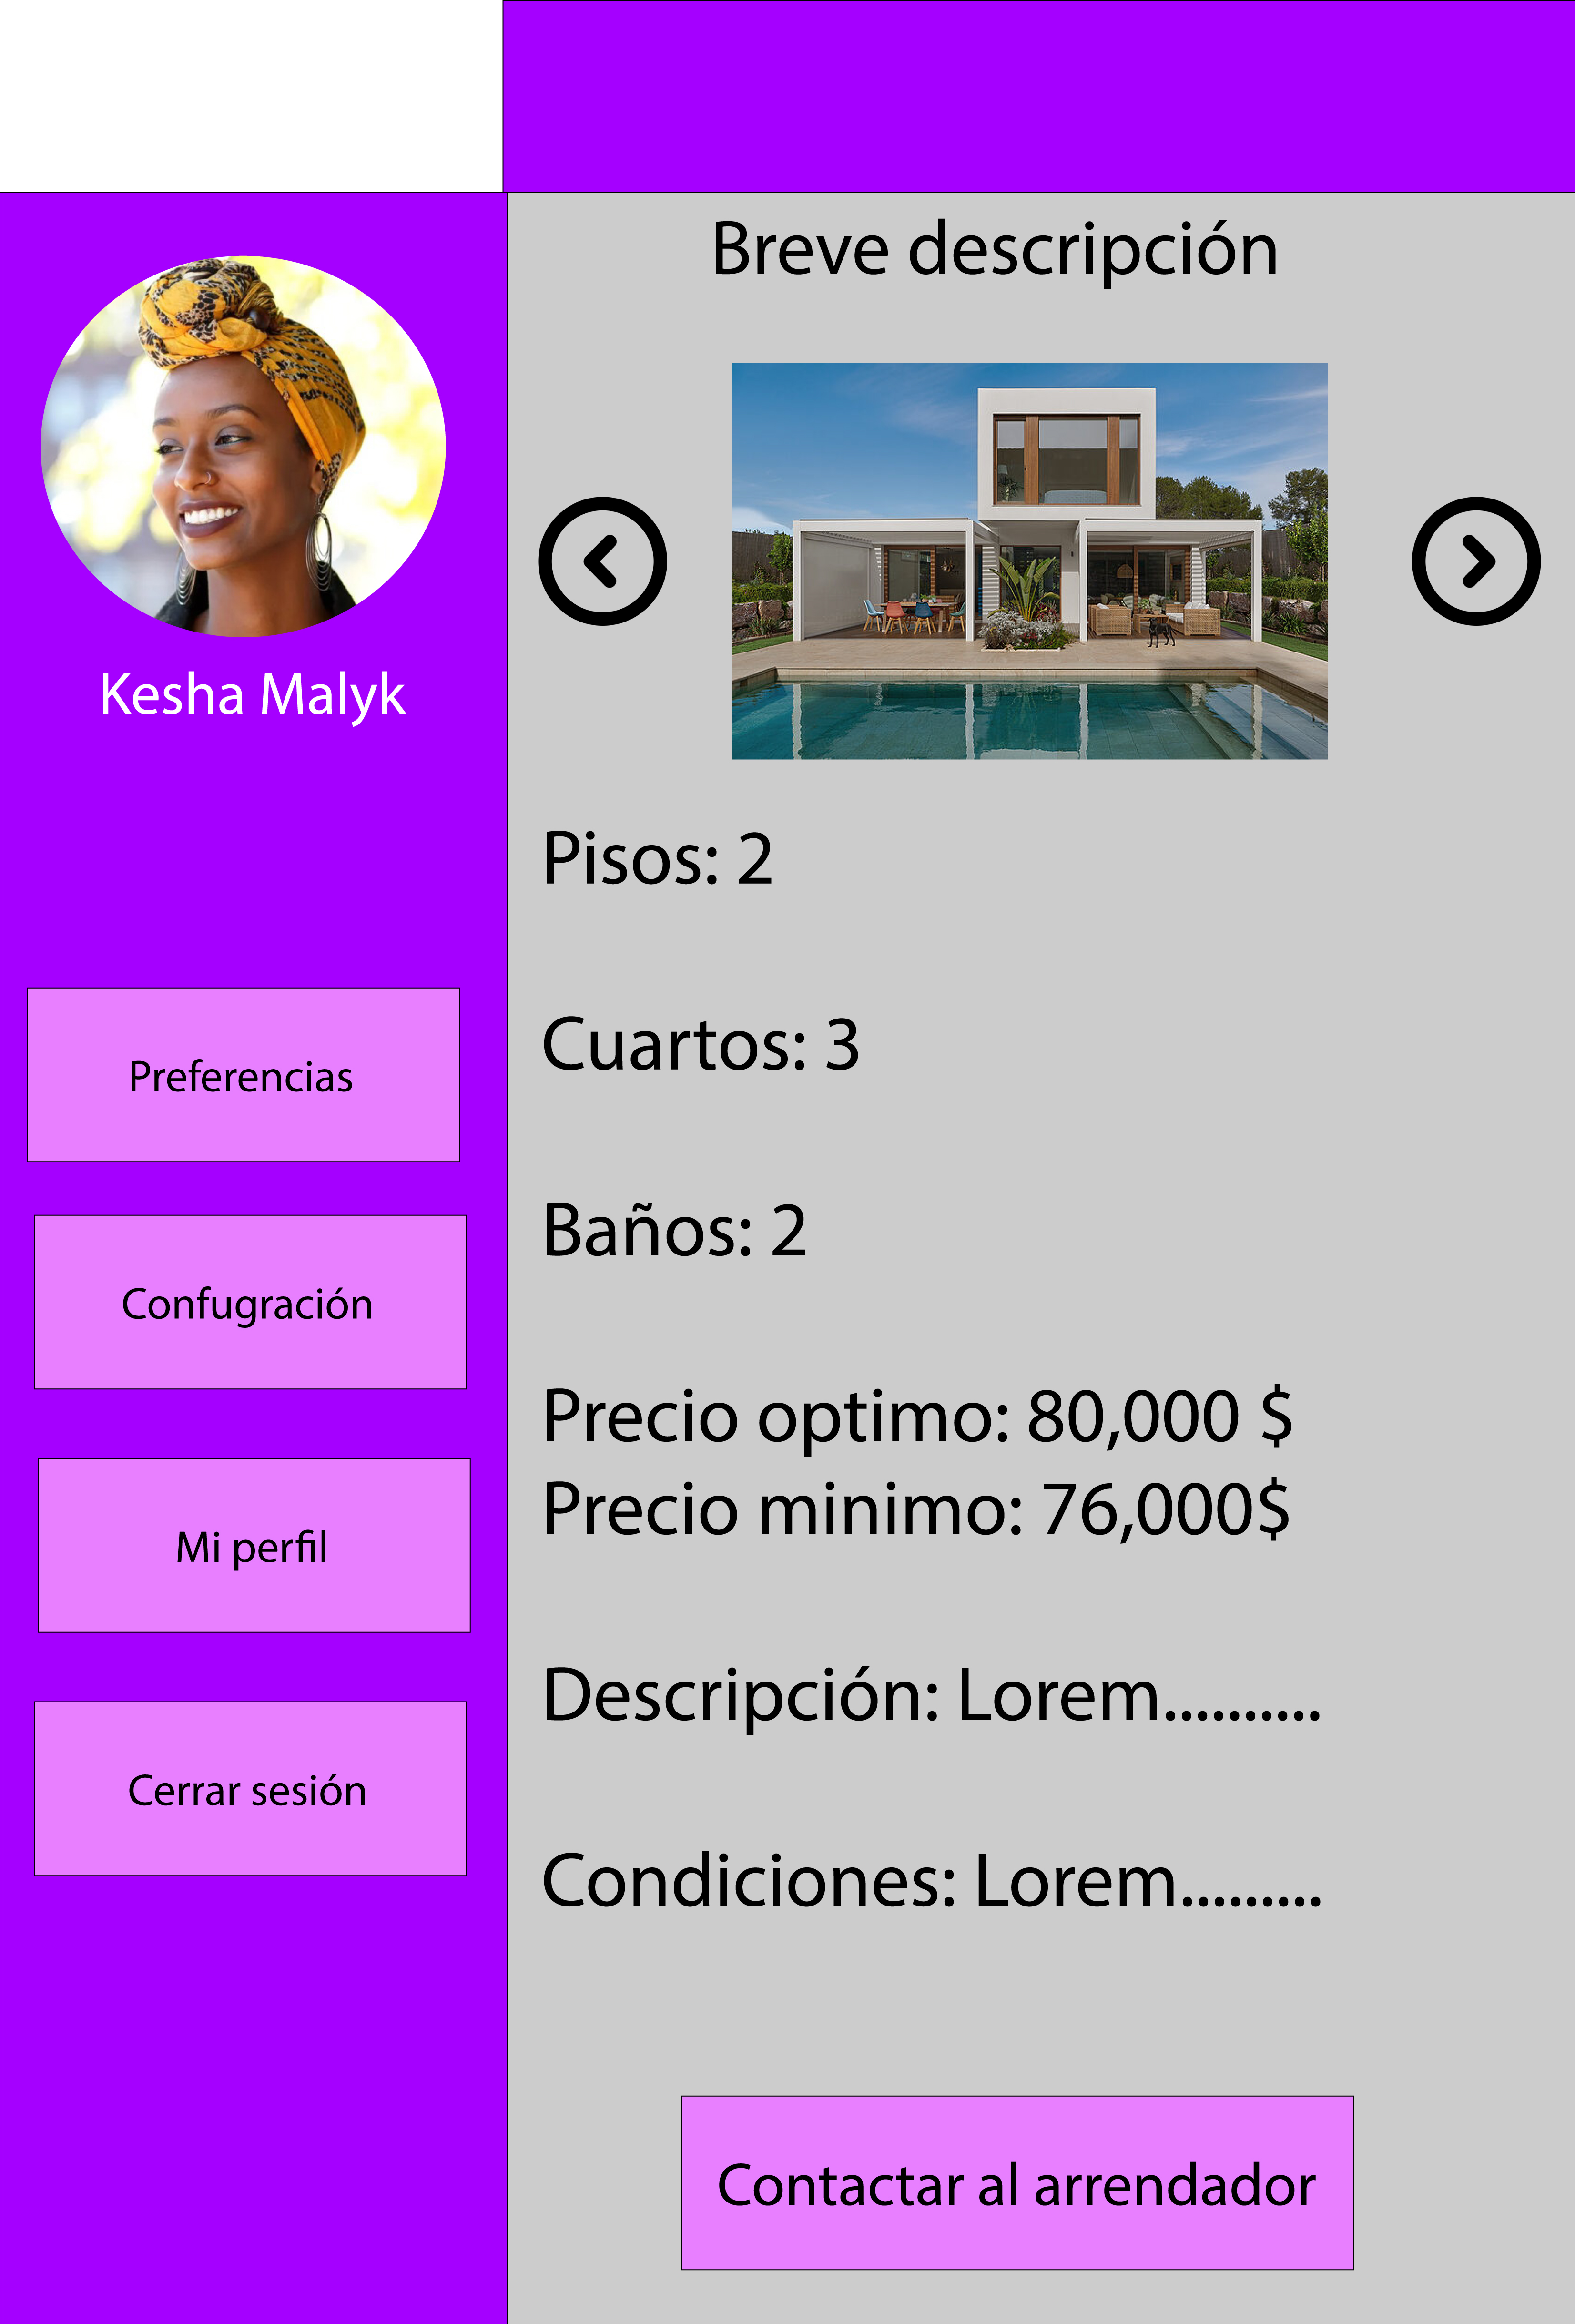 Breve descripción
Kesha Malyk
Preferencias
Confugración
Mi perfil
Cerrar sesión
Pisos: 2
Cuartos: 3
Baños: 2
Precio optimo: 80,000 $
Precio minimo: 76,000$
Descripción: Lorem..........
Condiciones: Lorem.........
Contactar al arrendador